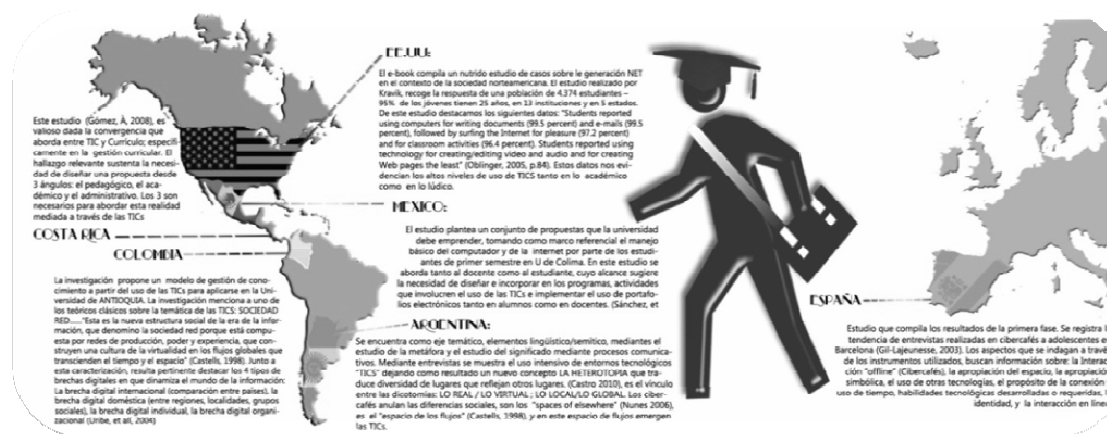 EE.UU:
El e-book compila un nutrido estudio de casos sobre le generación NET
en el contexto de la sociedad norteamericana. El estudio realizado por
Kravik, recoge la respuesta de una población de 4.374 estudiantes –
95% de los jóvenes tienen 25 años, en 13 instituciones y en 5 estados.
De este estudio destacamos los siguientes datos: "Students reported
using computers for writing documents (99.5 percent) and e-mails (99.5
percent), followed by surfing the Internet for pleasure (97.2 percent)
and for classroom activities (96.4 percent). Students reported using
technology for creating/editing video and audio and for creating
Web pages the least" (Oblinger, 2005, p.84). Estos datos nos evi-
dencian los altos niveles de uso de TICS tanto en lo académico
como en lo lúdico.
Este estudio (Gómez, A, 2008), es
valioso dada la convergencia que
aborda entre TIC y Curriculo; específi-
camente en la gestión curricular. El
hallazgo relevante sustenta la necesi-
dad de diseñar una propuesta desde
3 ángulos: el pedagógico, el aca-
démico y el administrativo. Los 3 son
necesarios para abordar esta realidad
mediada a través de las TICs
COSTA RICA
MEXICO:
El estudio plantea un conjunto de propuestas que la universidad
debe emprender, tomando como marco referencial el manejo
básico del computador y de la internet por parte de los estudi-
antes de primer semestre en U de Colima. En este estudio se
aborda tanto al docente como al estudiante, cuyo alcance sugiere
la necesidad de diseñar e incorporar en los programas, actividades
que involucren el uso de las TICs e implementar el uso de portafo-
lios electrónicos tanto en alumnos como en docentes. (Sánchez, et
COLOMBIA
La investigación propone un modelo de gestión de cono-
cimiento a partir del uso de las TICs para aplicarse en la Uni-
versidad de ANTIOQUIA. La investigación menciona a uno de
los teóricos clásicos sobre la temática de las TICS: SOCIEDAD
RED:....."Esta es la nueva estructura social de la era de la infor-
mación, que denomino la sociedad red porque está compu-
esta por redes de producción, poder y experiencia, que con-
struyen una cultura de la virtualidad en los flujos globales que
transcienden el tiempo y el espacio" (Castells, 1998). Junto a
esta caracterización, resulta pertinente destacar los 4 tipos de
brechas digitales en que dinamiza el mundo de la información:
La brecha digital internacional (comparación entre países), la
brecha digital doméstica (entre regiones, localidades, grupos
sociales), la brecha digital individual, la brecha digital organi-
zacional (Uribe, et all, 2004)
ARGENTINA:
Se encuentra como eje temático, elementos lingüístico/semítico, mediantes el
estudio de la metáfora y el estudio del significado mediante procesos comunica-
tivos. Mediante entrevistas se muestra el uso intensivo de entornos tecnológicos
"TICS" dejando como resultado un nuevo concepto LA HETEROTOPIA que tra-
duce diversidad de lugares que reflejan otros lugares. (Castro 2010), es el vinculo
entre las dicotomías: LO REAL / LO VIRTUAL ; LO LOCAL/LO GLOBAL. Los ciber-
cafés anulan las diferencias sociales, son los "spaces of elsewhere" (Nunes 2006),
es el "espacio de los flujos" (Castells, 1998), y en este espacio de flujos emergen
las TICs.
ESPAÑA
Estudio que compila los resultados de la primera fase. Se registra l
tendencia de entrevistas realizadas en cibercafés a adolescentes e
Barcelona (Gil-Lajeunesse, 2003). Los aspectos que se indagan a travé
de los instrumentos utilizados, buscan información sobre: la Interac
ción "offline" (Cibercafés), la apropiación del espacio, la apropiación
simbólica, el uso de otras tecnologías, el propósito de la conexión
uso de tiempo, habilidades tecnológicas desarrolladas o requeridas, l
identidad, y la interacción en línea